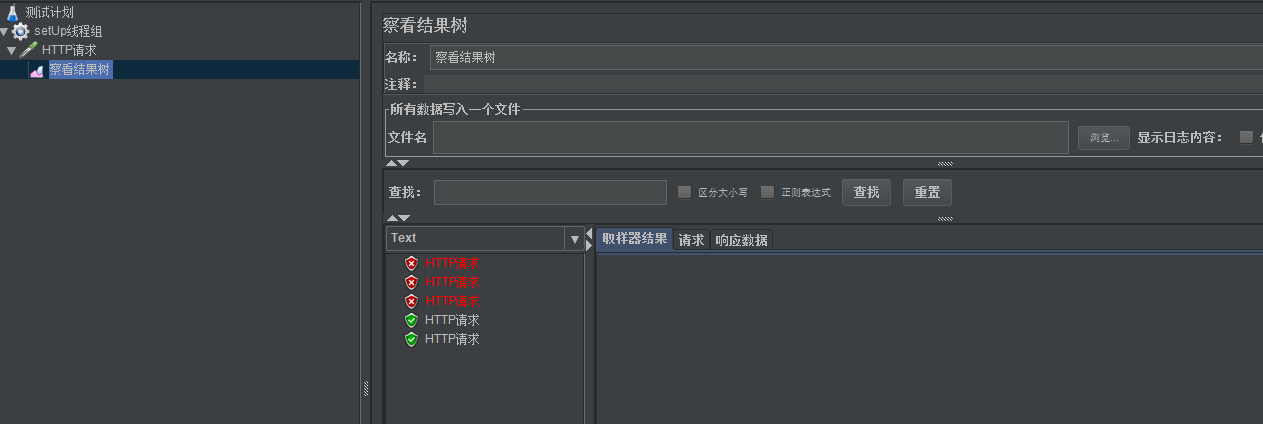 测试计划
setUp线程组
HTTP请求
察看结果树
察看结果树
名称： 察看结果树
注释：
所有数据写入一个文件
文件名 浏览... 显示日志内容：
查找： 区分大小写 正则表达式 查找 重置
Text
取样器结果 请求 响应数据
HTTP请求
HTTP请求
HTTP请求
HTTP请求
HTTP请求